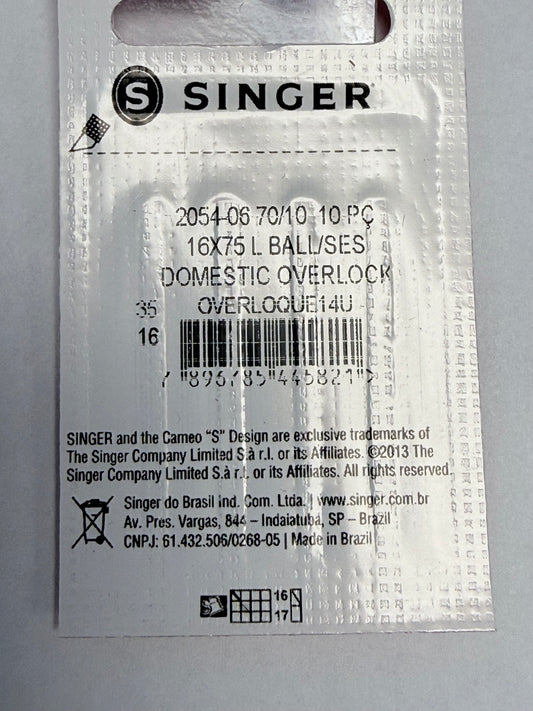 S SINGER
2054-06 70/10 10 PÇ
16X75 L BALL/SES
DOMESTIC OVERLOCK
OVERLOQUE14U -
35
16
7 "896785"445821">
SINGER and the Cameo “S” Design are exclusive trademarks of
The Singer Company Limited S.à r.l. or its Affiliates. ©2013 The
Singer Company Limited S.à r.l. or its Affiliates. All rights reserved.
Singer do Brasil Ind. Com. Ltda. | www.singer.com.br
Av. Pres. Vargas, 844 – Indaiatuba, SP – Brazil
CNPJ: 61.432.506/0268-05 | Made in Brazil
16
17